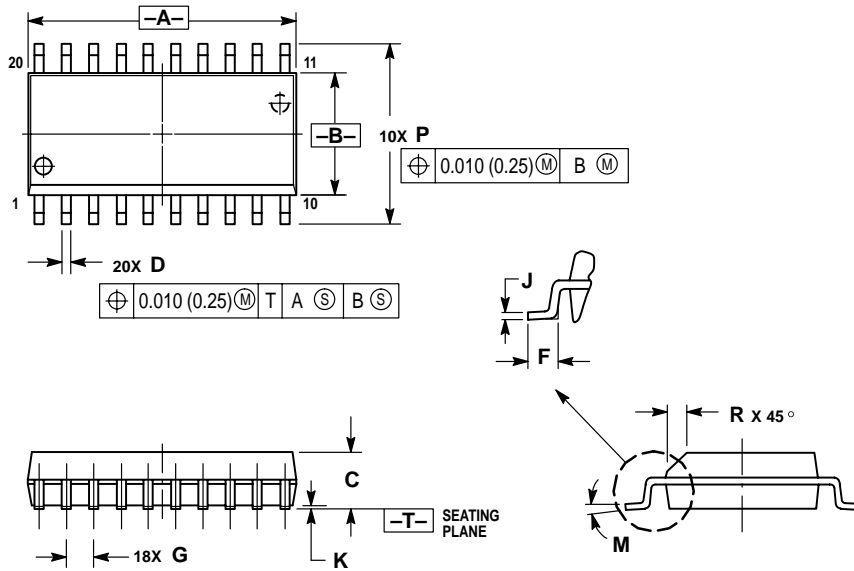 –A–
20
11
–B–
10X P
⌖ 0.010 (0.25) Ⓜ B Ⓜ
1
10
20X D
⌖ 0.010 (0.25) Ⓜ T A Ⓢ B Ⓢ
J
F
R X 45°
C
–T– SEATING
PLANE
18X G
K
M